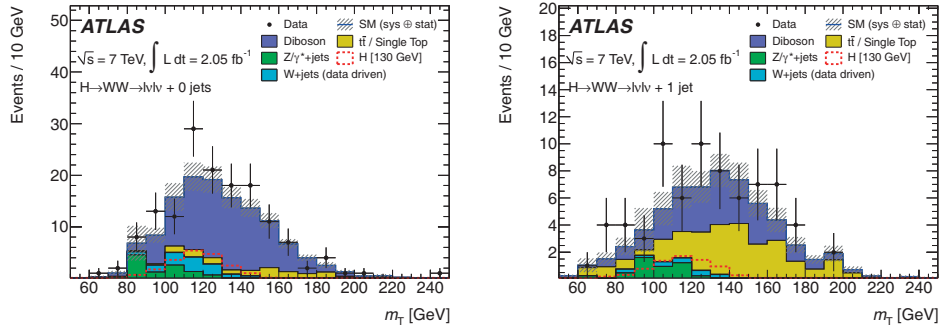 Events / 10 GeV
ATLAS
√s = 7 TeV, ∫ L dt = 2.05 fb⁻¹
H→WW→lνlν + 0 jets
Data
SM (sys ⊕ stat)
Diboson
tt̄ / Single Top
Z/γ*+jets
H [130 GeV]
W+jets (data driven)
50
40
30
20
10
60 80 100 120 140 160 180 200 220 240
m_T [GeV]
Events / 10 GeV
ATLAS
√s = 7 TeV, ∫ L dt = 2.05 fb⁻¹
H→WW→lνlν + 1 jet
Data
SM (sys ⊕ stat)
Diboson
tt̄ / Single Top
Z/γ*+jets
H [130 GeV]
W+jets (data driven)
20
18
16
14
12
10
8
6
4
2
60 80 100 120 140 160 180 200 220 240
m_T [GeV]